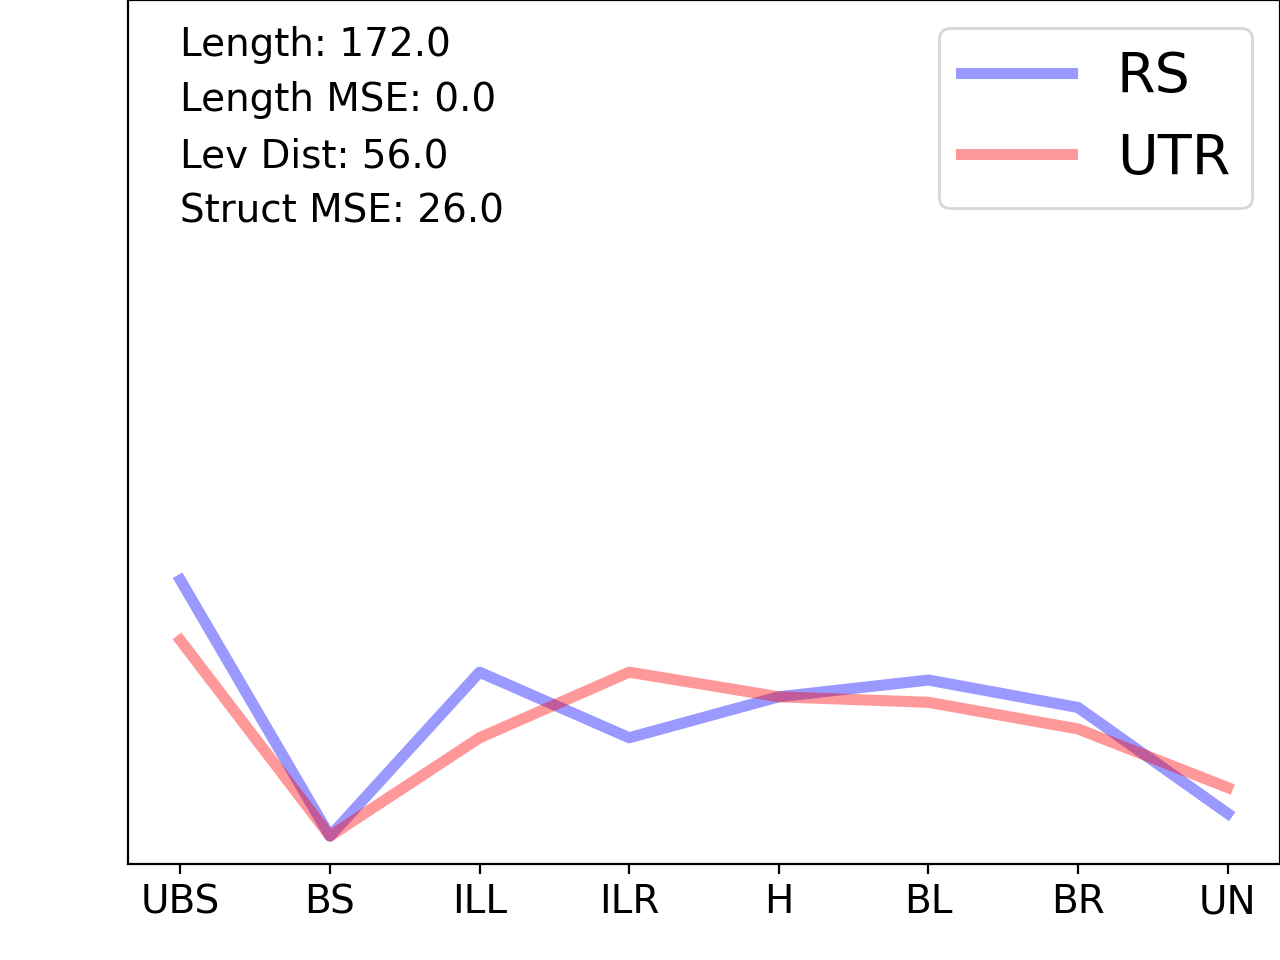 Length: 172.0
Length MSE: 0.0
Lev Dist: 56.0
Struct MSE: 26.0
RS
UTR
UBS BS ILL ILR H BL BR UN